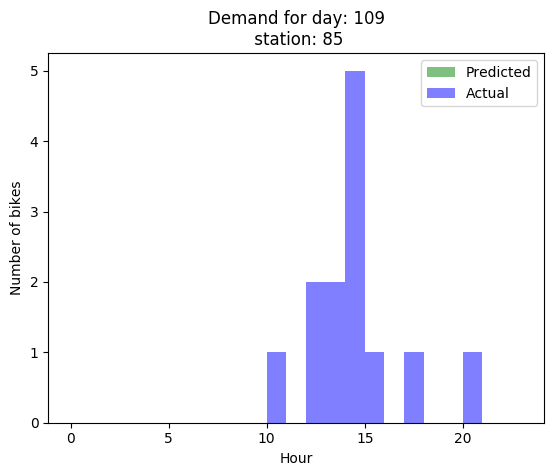 Demand for day: 109
station: 85
Predicted
Actual
Number of bikes
5
4
3
2
1
0
0 5 10 15 20
Hour